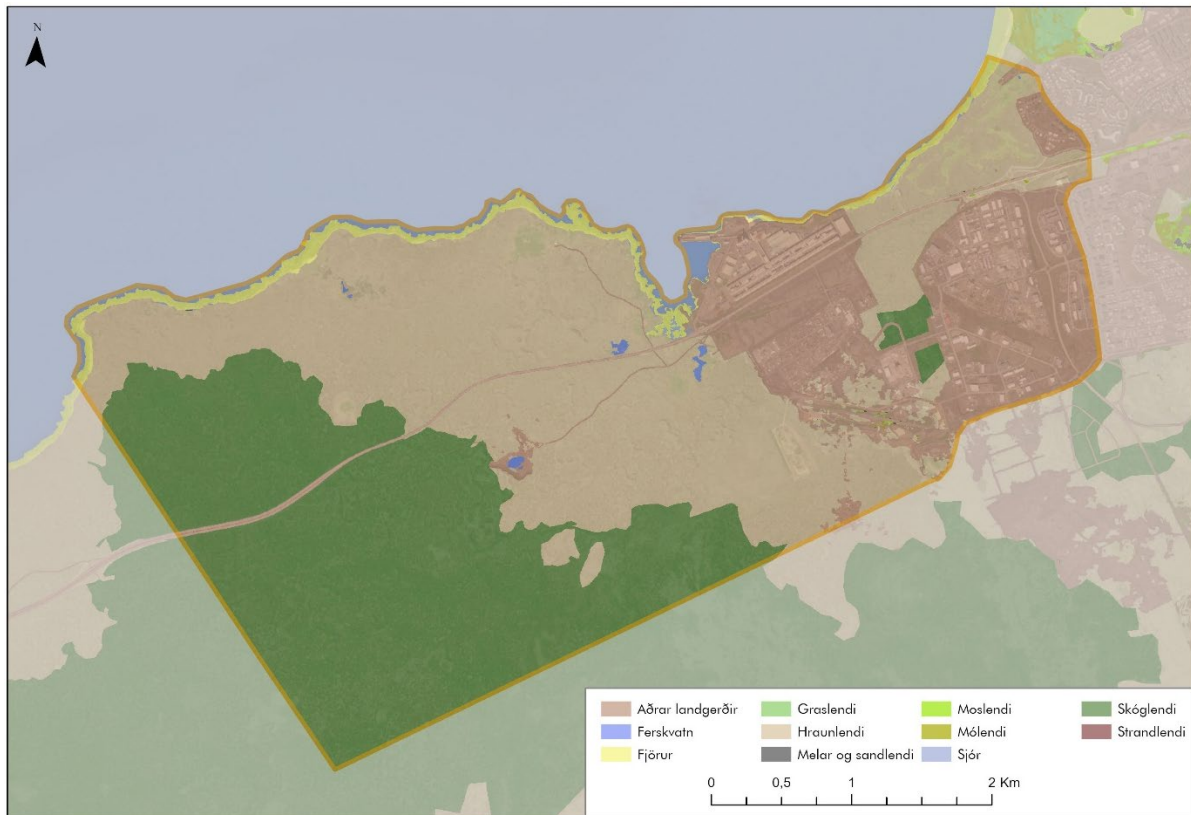 N
Aðrar landgerðir Graslendi Moslendi Skóglendi
Ferskvatn Hraunlendi Mólendi Strandlendi
Fjörur Melar og sandlendi Sjór
0 0,5 1 2 Km